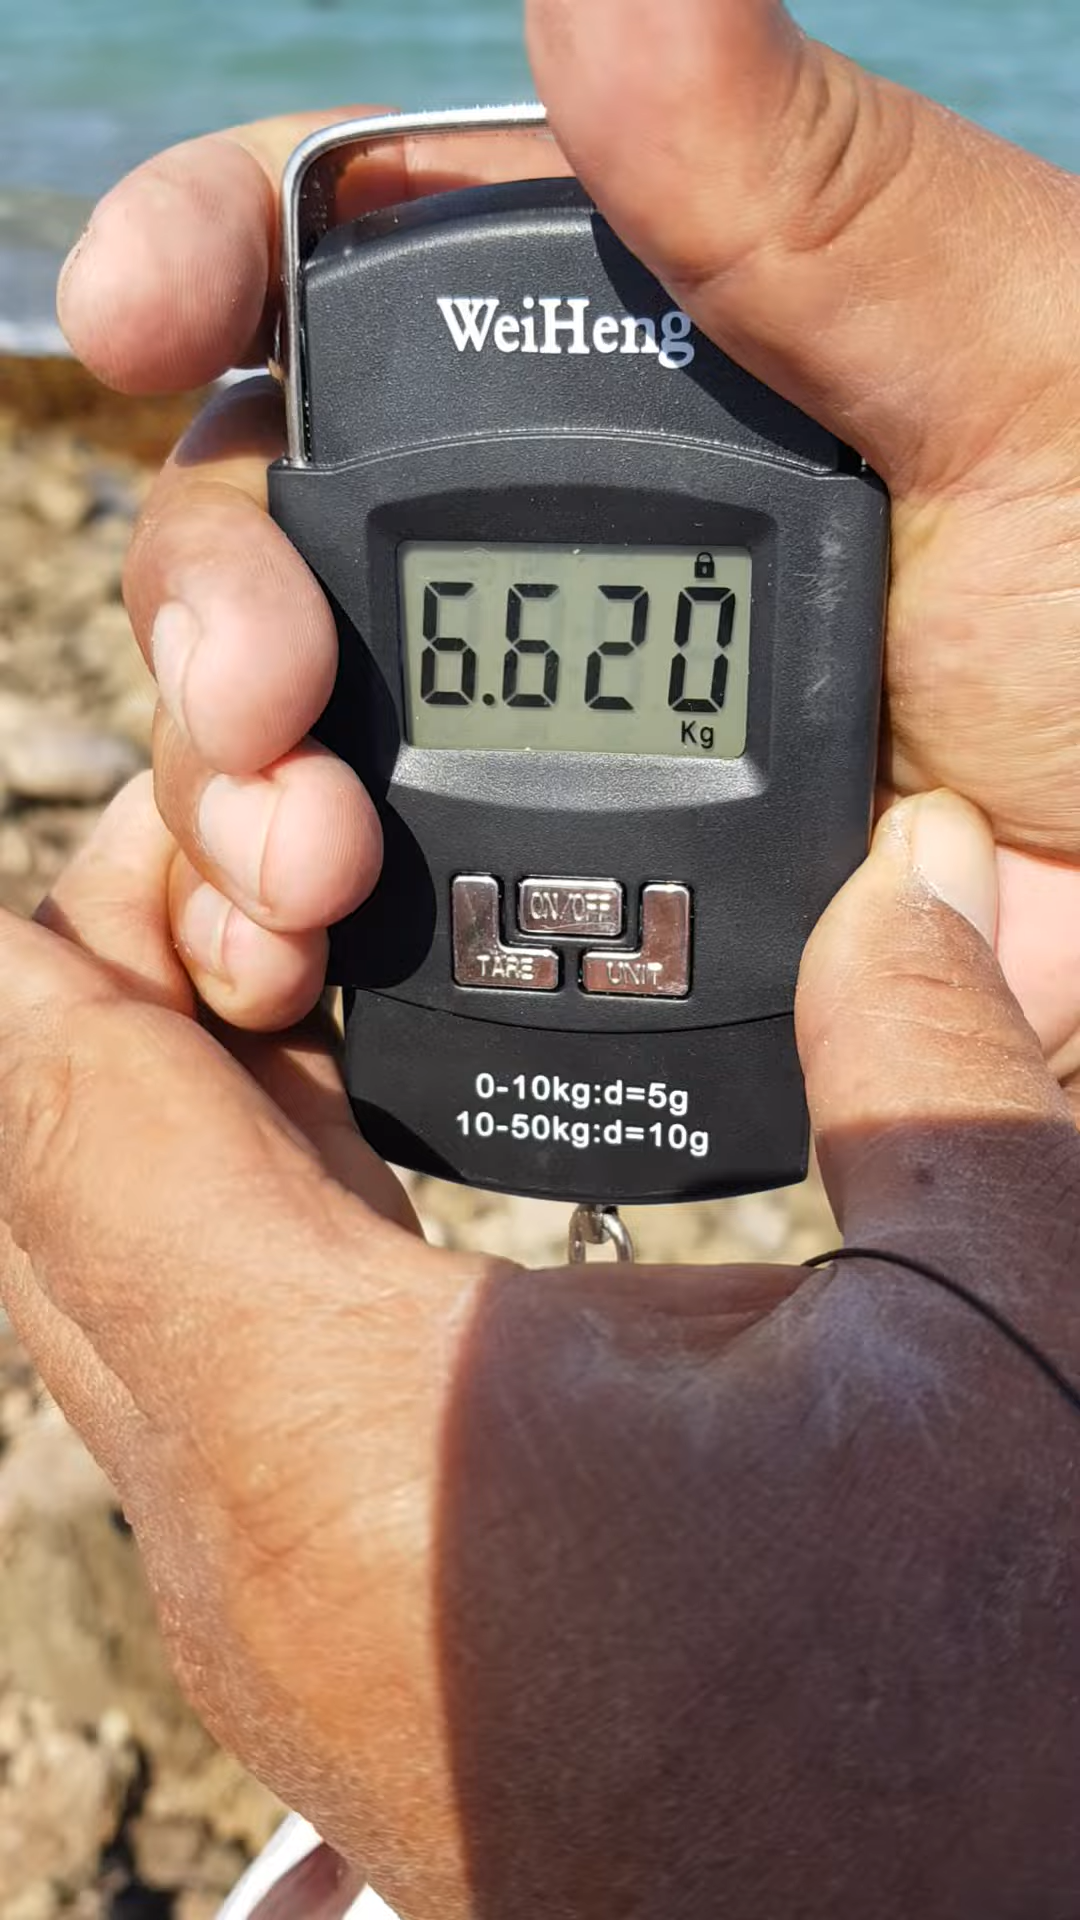 WeiHeng
6.620
Kg
ON/OFF
TARE
UNIT
0-10kg:d=5g
10-50kg:d=10g